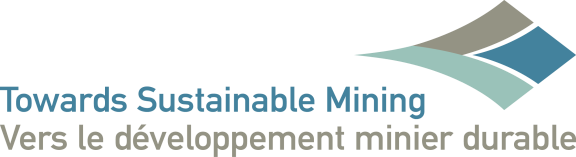 Towards Sustainable Mining
Vers le développement minier durable